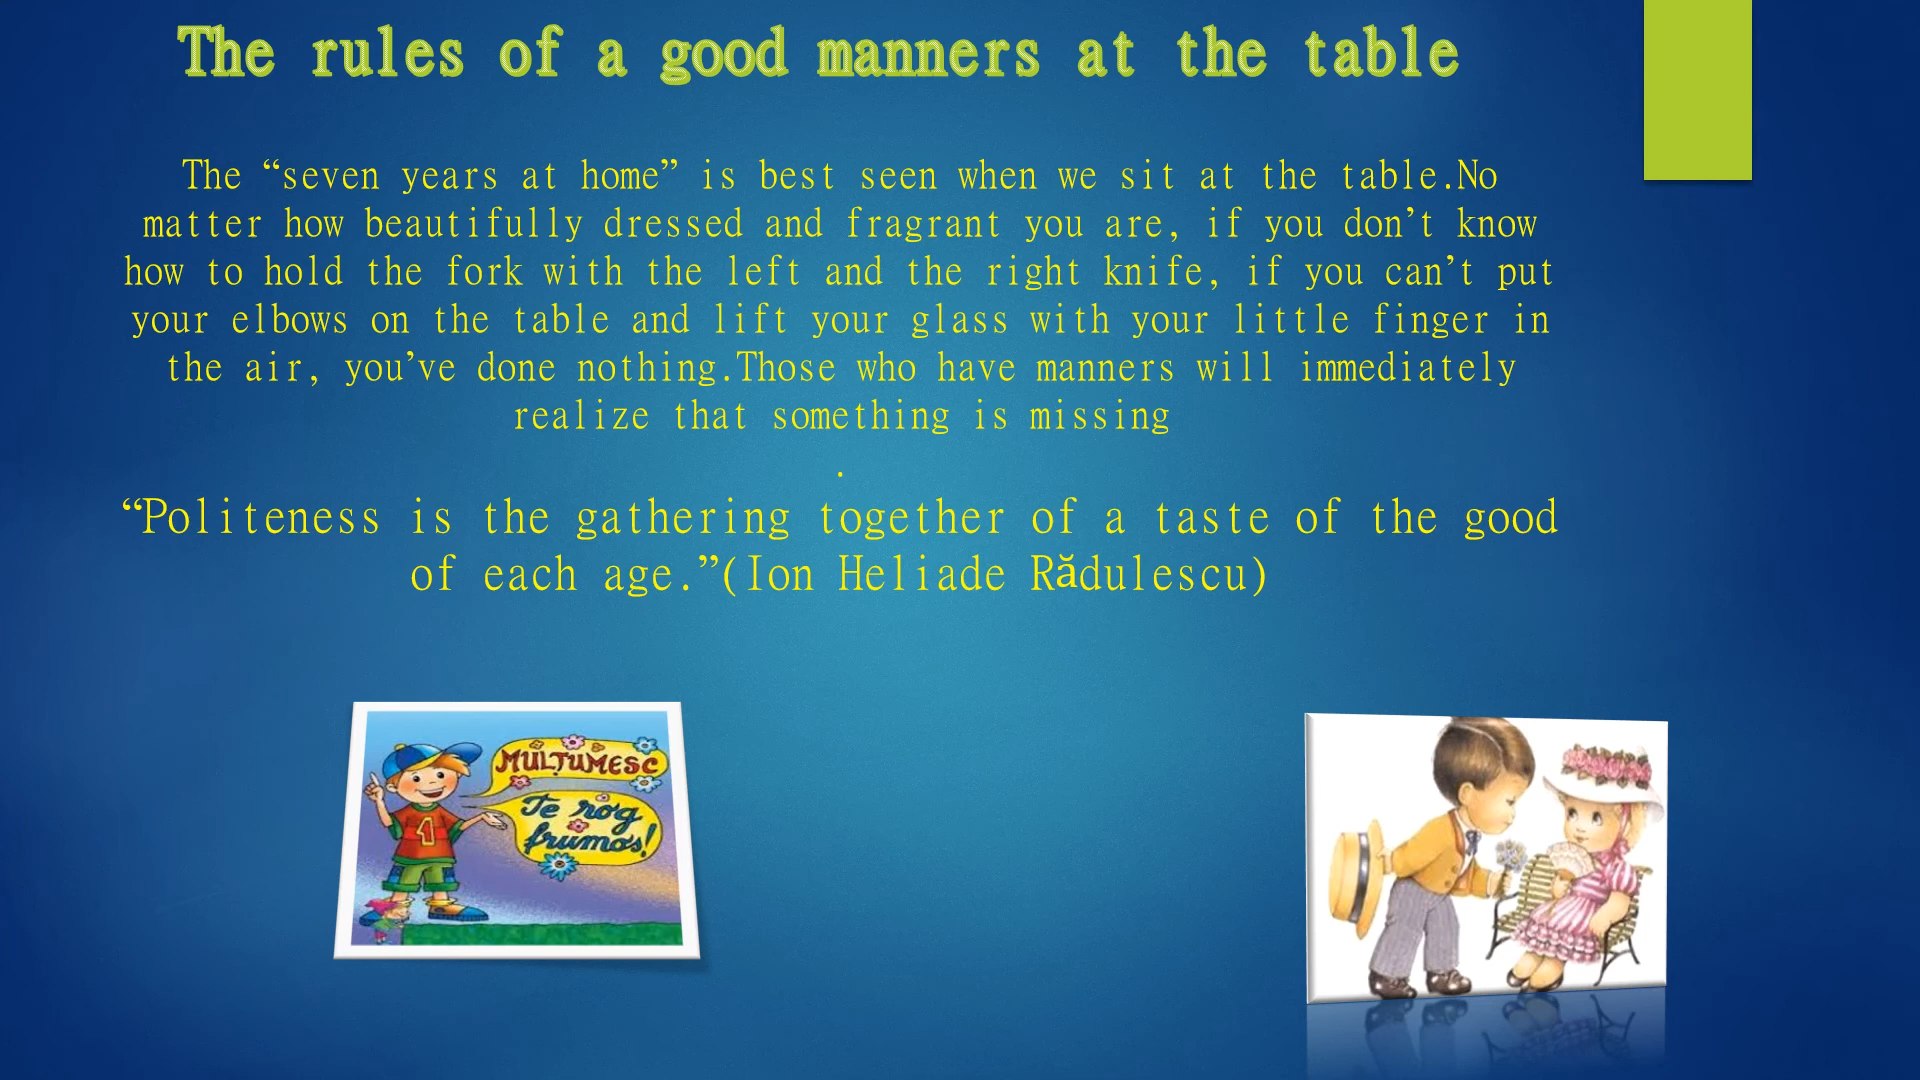 The rules of a good manners at the table
The “seven years at home” is best seen when we sit at the table.No
matter how beautifully dressed and fragrant you are, if you don’t know
how to hold the fork with the left and the right knife, if you can’t put
your elbows on the table and lift your glass with your little finger in
the air, you’ve done nothing.Those who have manners will immediately
realize that something is missing
.
“Politeness is the gathering together of a taste of the good
of each age.”(Ion Heliade Rădulescu)
MULȚUMESC
Te rog
frumos!
1